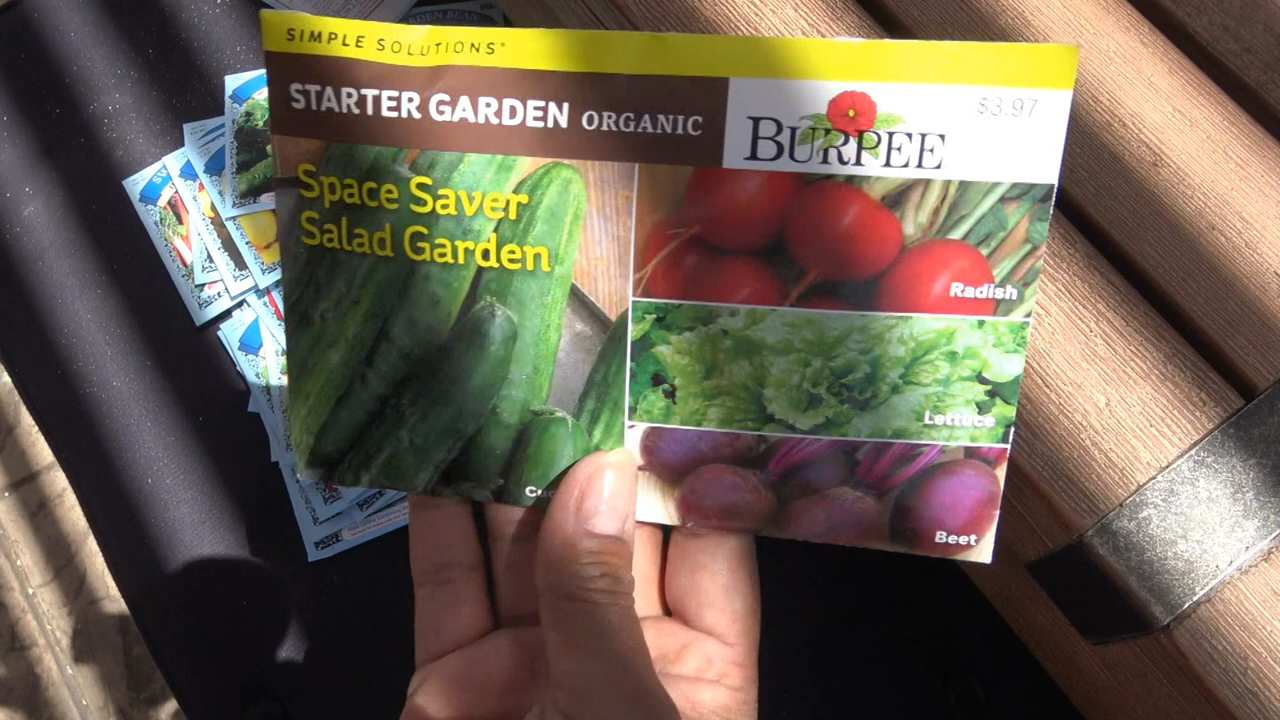 SIMPLE SOLUTIONS®
STARTER GARDEN ORGANIC
BURPEE
$3.97
Space Saver
Salad Garden
Radish
Lettuce
Beet